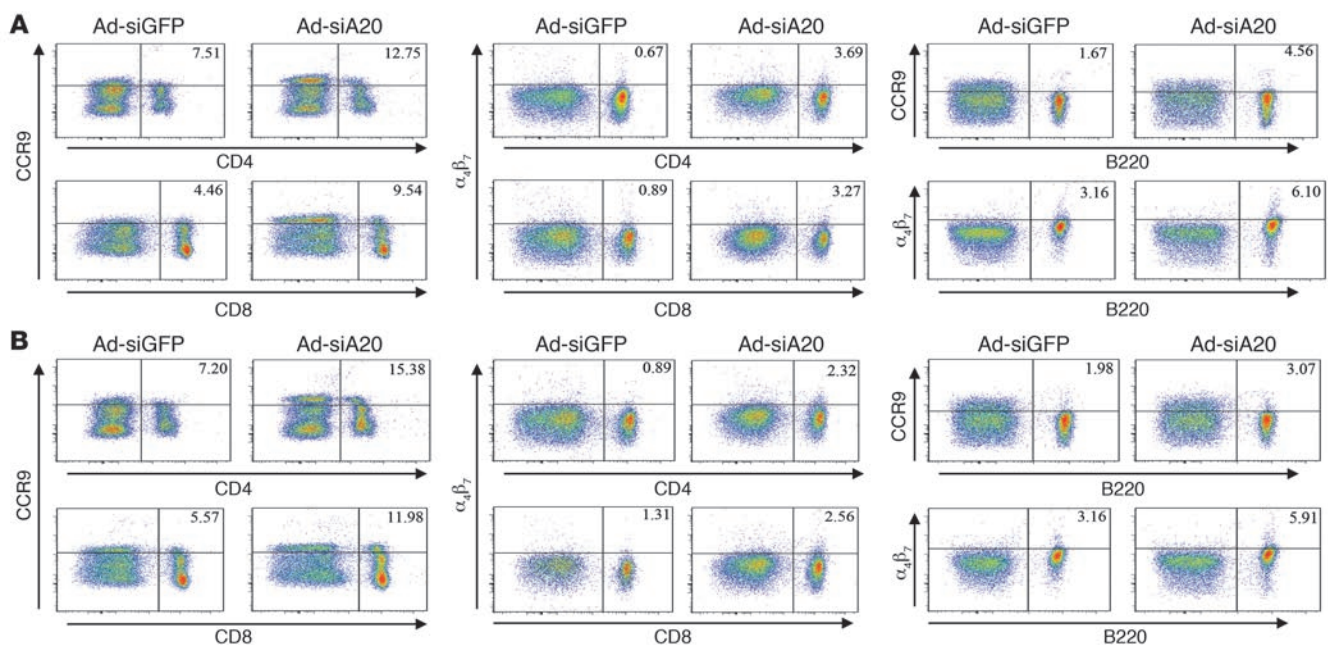 A
Ad-siGFP Ad-siA20 Ad-siGFP Ad-siA20 Ad-siGFP Ad-siA20
7.51 12.75 0.67 3.69 1.67 4.56
CCR9
CD4
α₄β₇
CD4
CCR9
B220
4.46 9.54 0.89 3.27 3.16 6.10
CD8
CD8
α₄β₇
B220
B
Ad-siGFP Ad-siA20 Ad-siGFP Ad-siA20 Ad-siGFP Ad-siA20
7.20 15.38 0.89 2.32 1.98 3.07
CCR9
CD4
α₄β₇
CD4
CCR9
B220
5.57 11.98 1.31 2.56 3.16 5.91
CD8
CD8
α₄β₇
B220